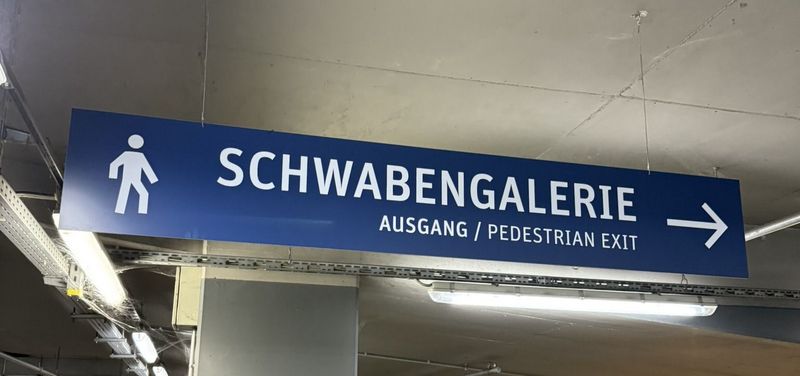 SCHWABENGALERIE
AUSGANG / PEDESTRIAN EXIT